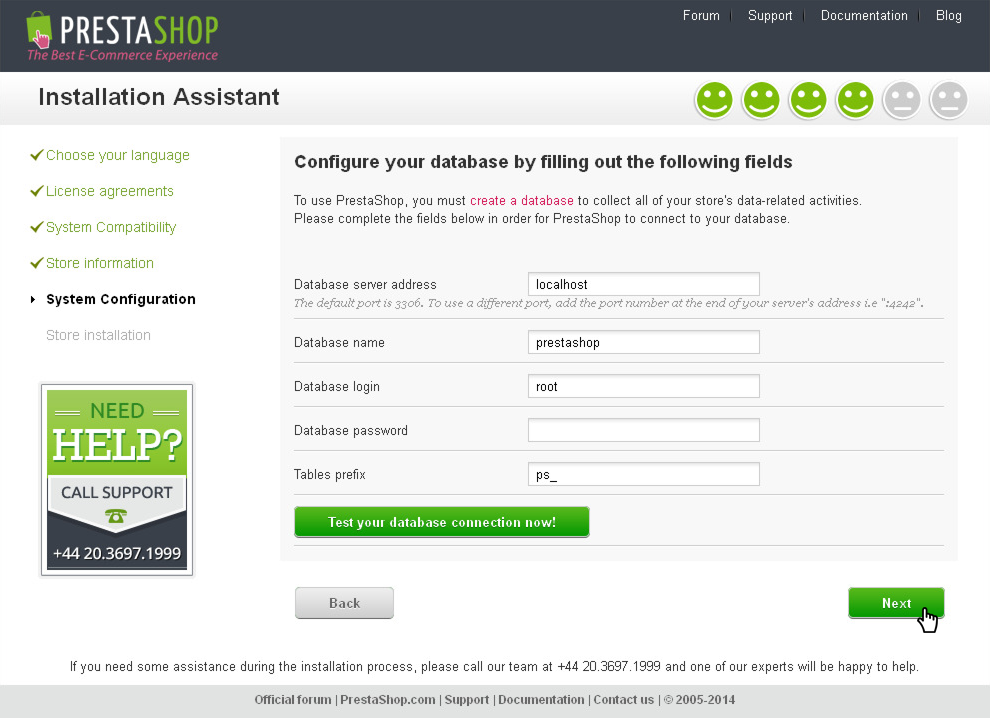 Forum | Support | Documentation | Blog
PRESTASHOP
The Best E-Commerce Experience
Installation Assistant
Choose your language
License agreements
System Compatibility
Store information
System Configuration
Store installation
NEED
HELP?
CALL SUPPORT
+44 20.3697.1999
Configure your database by filling out the following fields
To use PrestaShop, you must create a database to collect all of your store's data-related activities.
Please complete the fields below in order for PrestaShop to connect to your database.
Database server address localhost
The default port is 3306. To use a different port, add the port number at the end of your server's address i.e ":4242".
Database name prestashop
Database login root
Database password
Tables prefix ps_
Test your database connection now!
Back Next
If you need some assistance during the installation process, please call our team at +44 20.3697.1999 and one of our experts will be happy to help.
Official forum | PrestaShop.com | Support | Documentation | Contact us | © 2005-2014